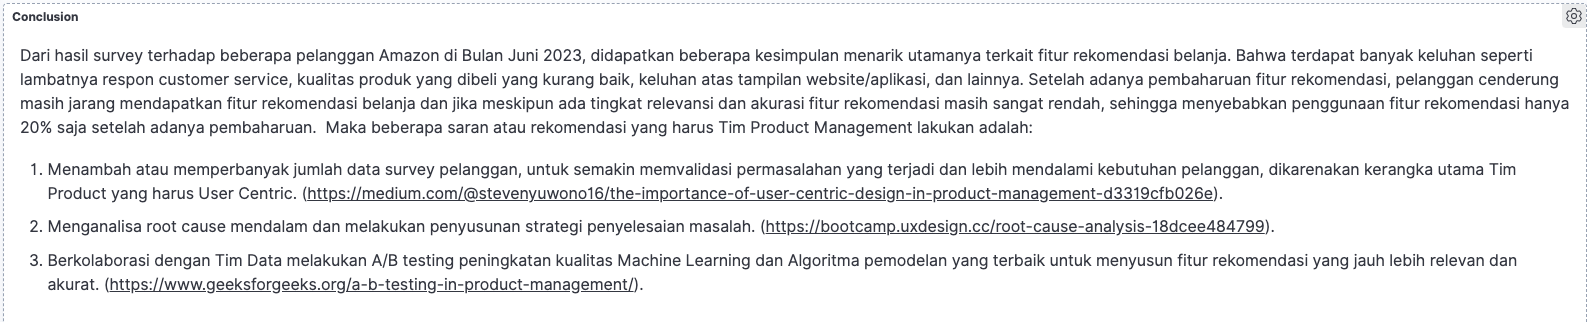 Conclusion
Dari hasil survey terhadap beberapa pelanggan Amazon di Bulan Juni 2023, didapatkan beberapa kesimpulan menarik utamanya terkait fitur rekomendasi belanja. Bahwa terdapat banyak keluhan seperti
lambatnya respon customer service, kualitas produk yang dibeli yang kurang baik, keluhan atas tampilan website/aplikasi, dan lainnya. Setelah adanya pembaharuan fitur rekomendasi, pelanggan cenderung
masih jarang mendapatkan fitur rekomendasi belanja dan jika meskipun ada tingkat relevansi dan akurasi fitur rekomendasi masih sangat rendah, sehingga menyebabkan penggunaan fitur rekomendasi hanya
20% saja setelah adanya pembaharuan.  Maka beberapa saran atau rekomendasi yang harus Tim Product Management lakukan adalah:
1. Menambah atau memperbanyak jumlah data survey pelanggan, untuk semakin memvalidasi permasalahan yang terjadi dan lebih mendalami kebutuhan pelanggan, dikarenakan kerangka utama Tim
Product yang harus User Centric. (https://medium.com/@stevenyuwono16/the-importance-of-user-centric-design-in-product-management-d3319cfb026e).
2. Menganalisa root cause mendalam dan melakukan penyusunan strategi penyelesaian masalah. (https://bootcamp.uxdesign.cc/root-cause-analysis-18dcee484799).
3. Berkolaborasi dengan Tim Data melakukan A/B testing peningkatan kualitas Machine Learning dan Algoritma pemodelan yang terbaik untuk menyusun fitur rekomendasi yang jauh lebih relevan dan
akurat. (https://www.geeksforgeeks.org/a-b-testing-in-product-management/).